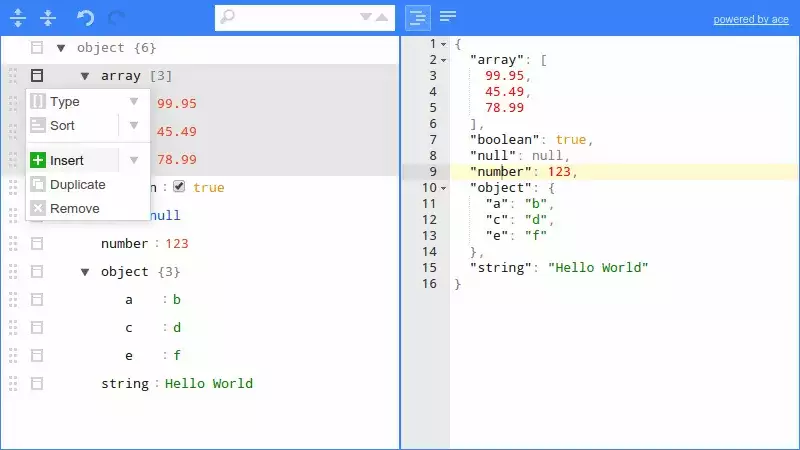 powered by ace
object {6}
array [3]
Type
99.95
Sort
45.49
Insert
78.99
Duplicate
n : true
Remove
null
number : 123
object {3}
a : b
c : d
e : f
string : Hello World
1 {
2 "array": [
3 99.95,
4 45.49,
5 78.99
6 ],
7 "boolean": true,
8 "null": null,
9 "number": 123,
10 "object": {
11 "a": "b",
12 "c": "d",
13 "e": "f"
14 },
15 "string": "Hello World"
16 }